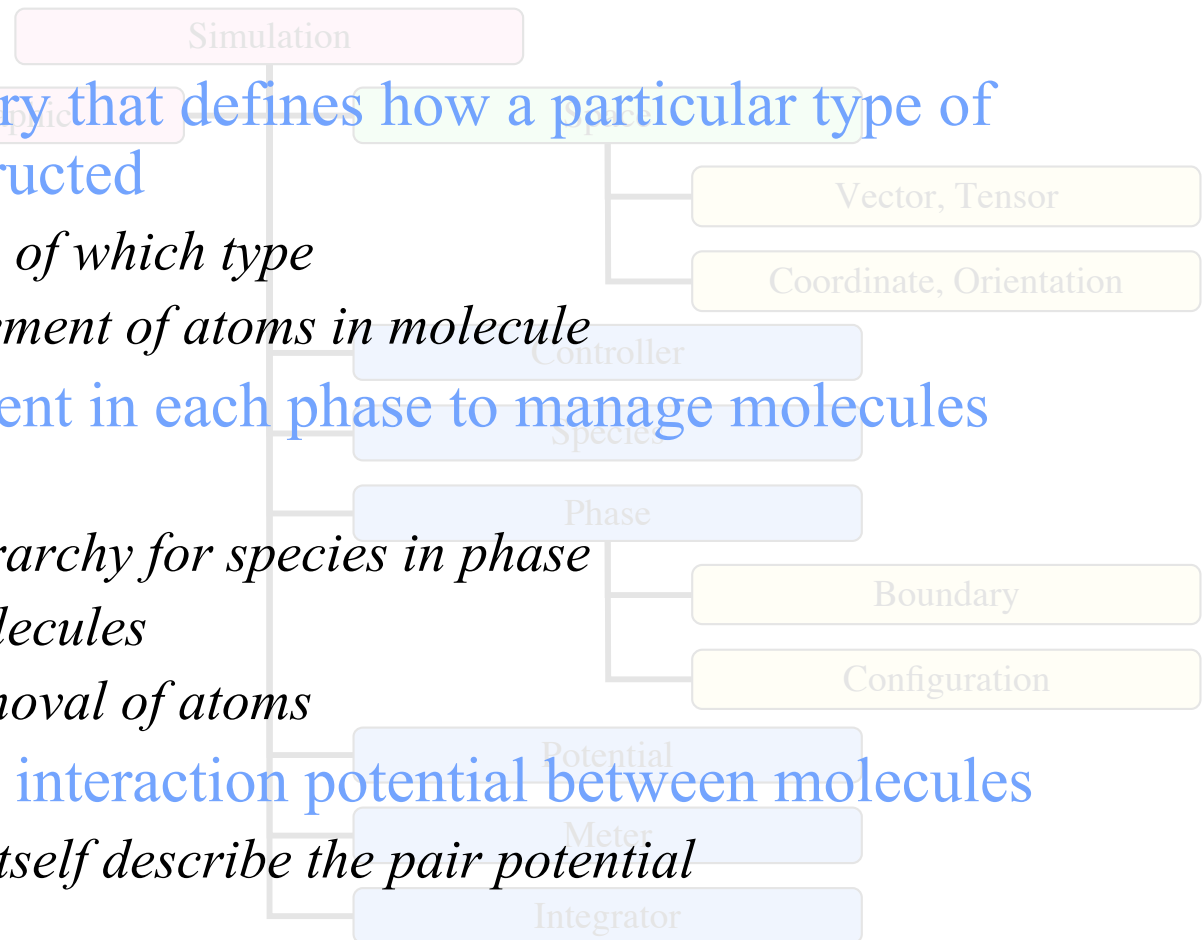 Simulation
ry that defines how a particular type of
phic
Space
ructed
Vector, Tensor
of which type
Coordinate, Orientation
ement of atoms in molecule
Controller
ent in each phase to manage molecules
Species
Phase
rarchy for species in phase
Boundary
lecules
Configuration
noval of atoms
Potential
interaction potential between molecules
Meter
tself describe the pair potential
Integrator